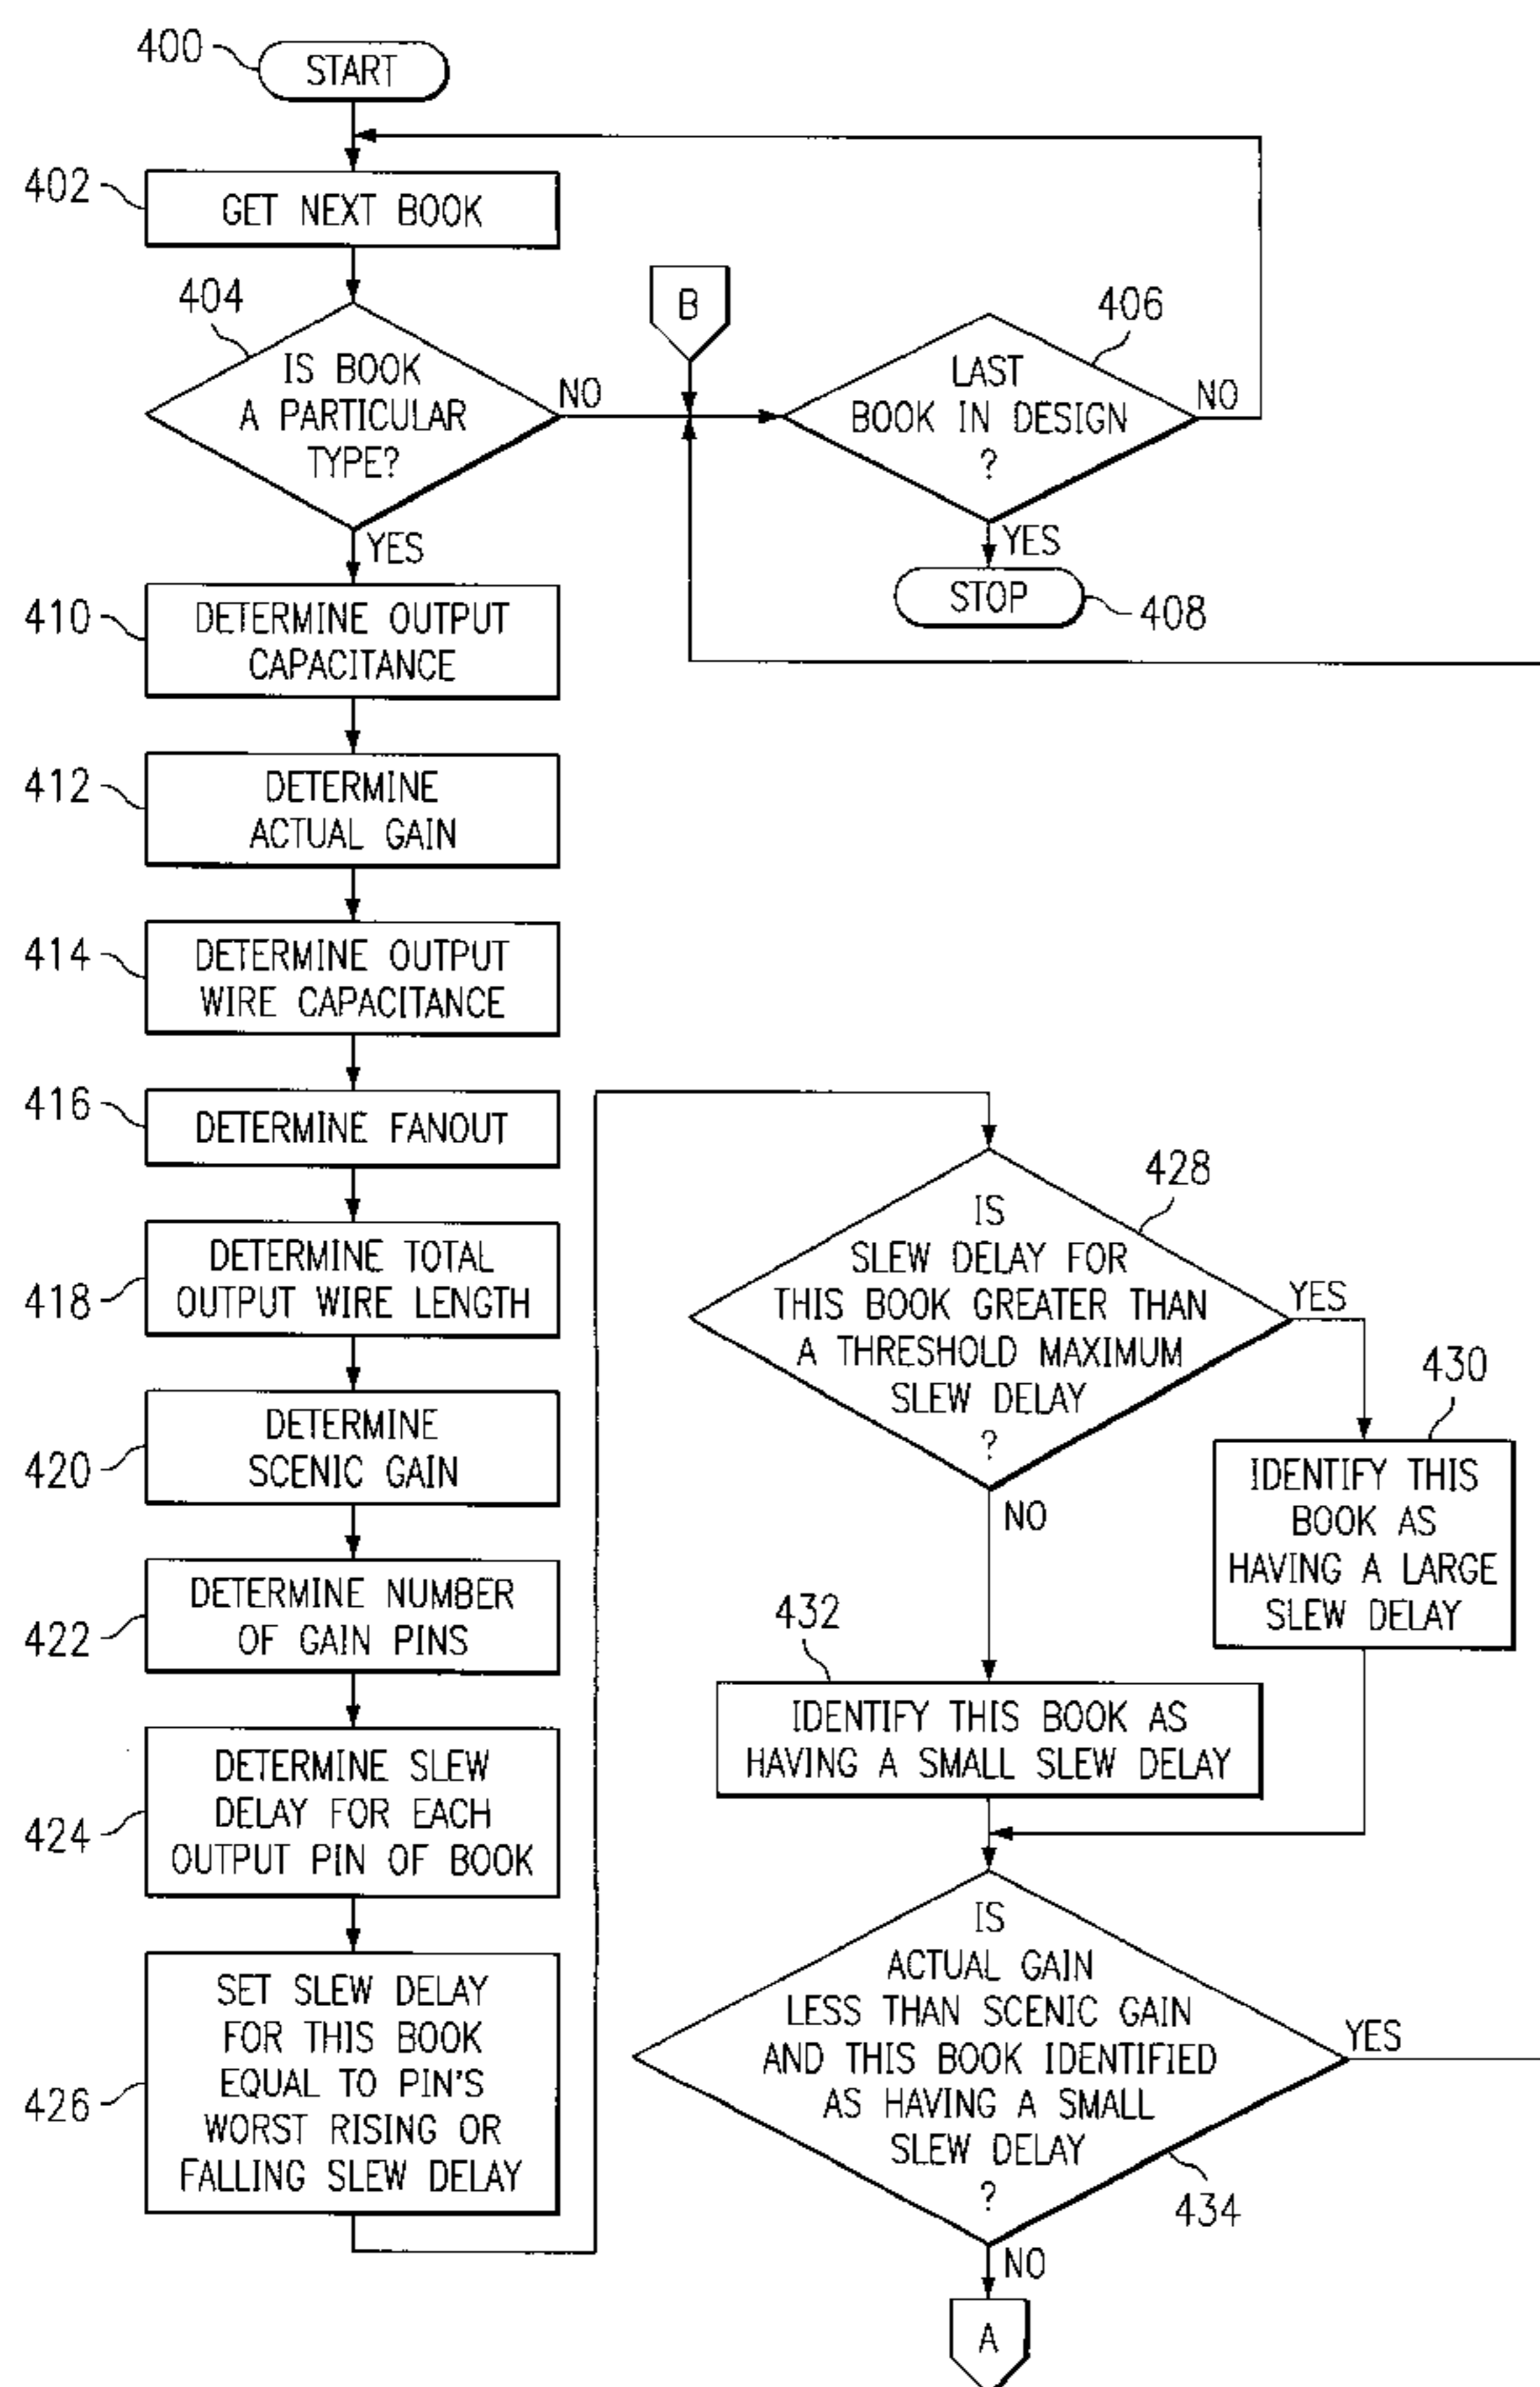 400
START
402
GET NEXT BOOK
404
IS BOOK
A PARTICULAR
TYPE?
NO
YES
B
406
LAST
BOOK IN DESIGN
?
NO
YES
STOP
408
410
DETERMINE OUTPUT
CAPACITANCE
412
DETERMINE
ACTUAL GAIN
414
DETERMINE OUTPUT
WIRE CAPACITANCE
416
DETERMINE FANOUT
418
DETERMINE TOTAL
OUTPUT WIRE LENGTH
420
DETERMINE
SCENIC GAIN
422
DETERMINE NUMBER
OF GAIN PINS
424
DETERMINE SLEW
DELAY FOR EACH
OUTPUT PIN OF BOOK
426
SET SLEW DELAY
FOR THIS BOOK
EQUAL TO PIN'S
WORST RISING OR
FALLING SLEW DELAY
428
IS
SLEW DELAY FOR
THIS BOOK GREATER THAN
A THRESHOLD MAXIMUM
SLEW DELAY
?
YES
NO
430
IDENTIFY THIS
BOOK AS
HAVING A LARGE
SLEW DELAY
432
IDENTIFY THIS BOOK AS
HAVING A SMALL SLEW DELAY
IS
ACTUAL GAIN
LESS THAN SCENIC GAIN
AND THIS BOOK IDENTIFIED
AS HAVING A SMALL
SLEW DELAY
?
YES
434
NO
A